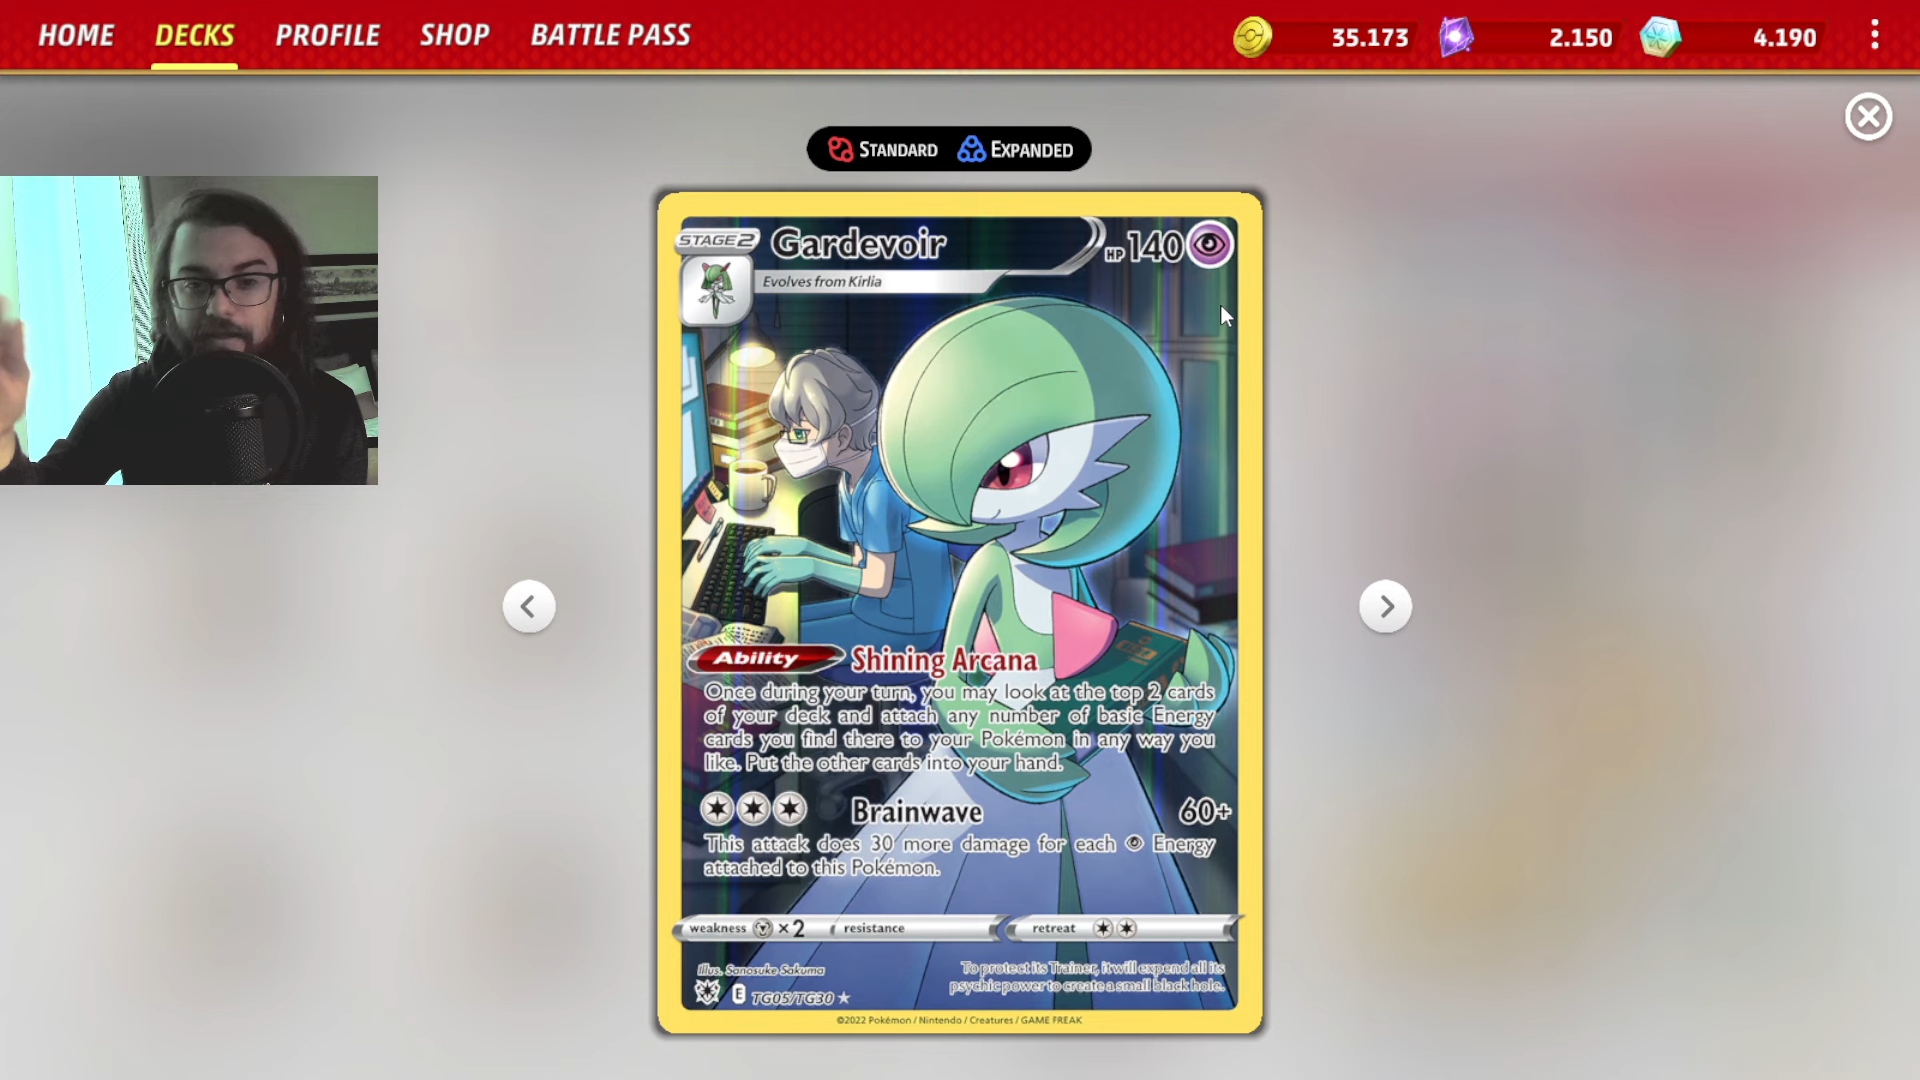 HOME DECKS PROFILE SHOP BATTLE PASS 35.173 2.150 4.190
STANDARD EXPANDED
STAGE 2 Gardevoir HP 140
Evolves from Kirlia
Ability Shining Arcana
Once during your turn, you may look at the top 2 cards
of your deck and attach any number of basic Energy
cards you find there to your Pokémon in any way you
like. Put the other cards into your hand.
Brainwave 60+
This attack does 30 more damage for each Energy
attached to this Pokémon.
weakness ×2 resistance retreat
Illus. Sanosuke Sakuma
To protect its Trainer, it will expend all its
psychic power to create a small black hole.
E TG05/TG30
©2022 Pokémon / Nintendo / Creatures / GAME FREAK